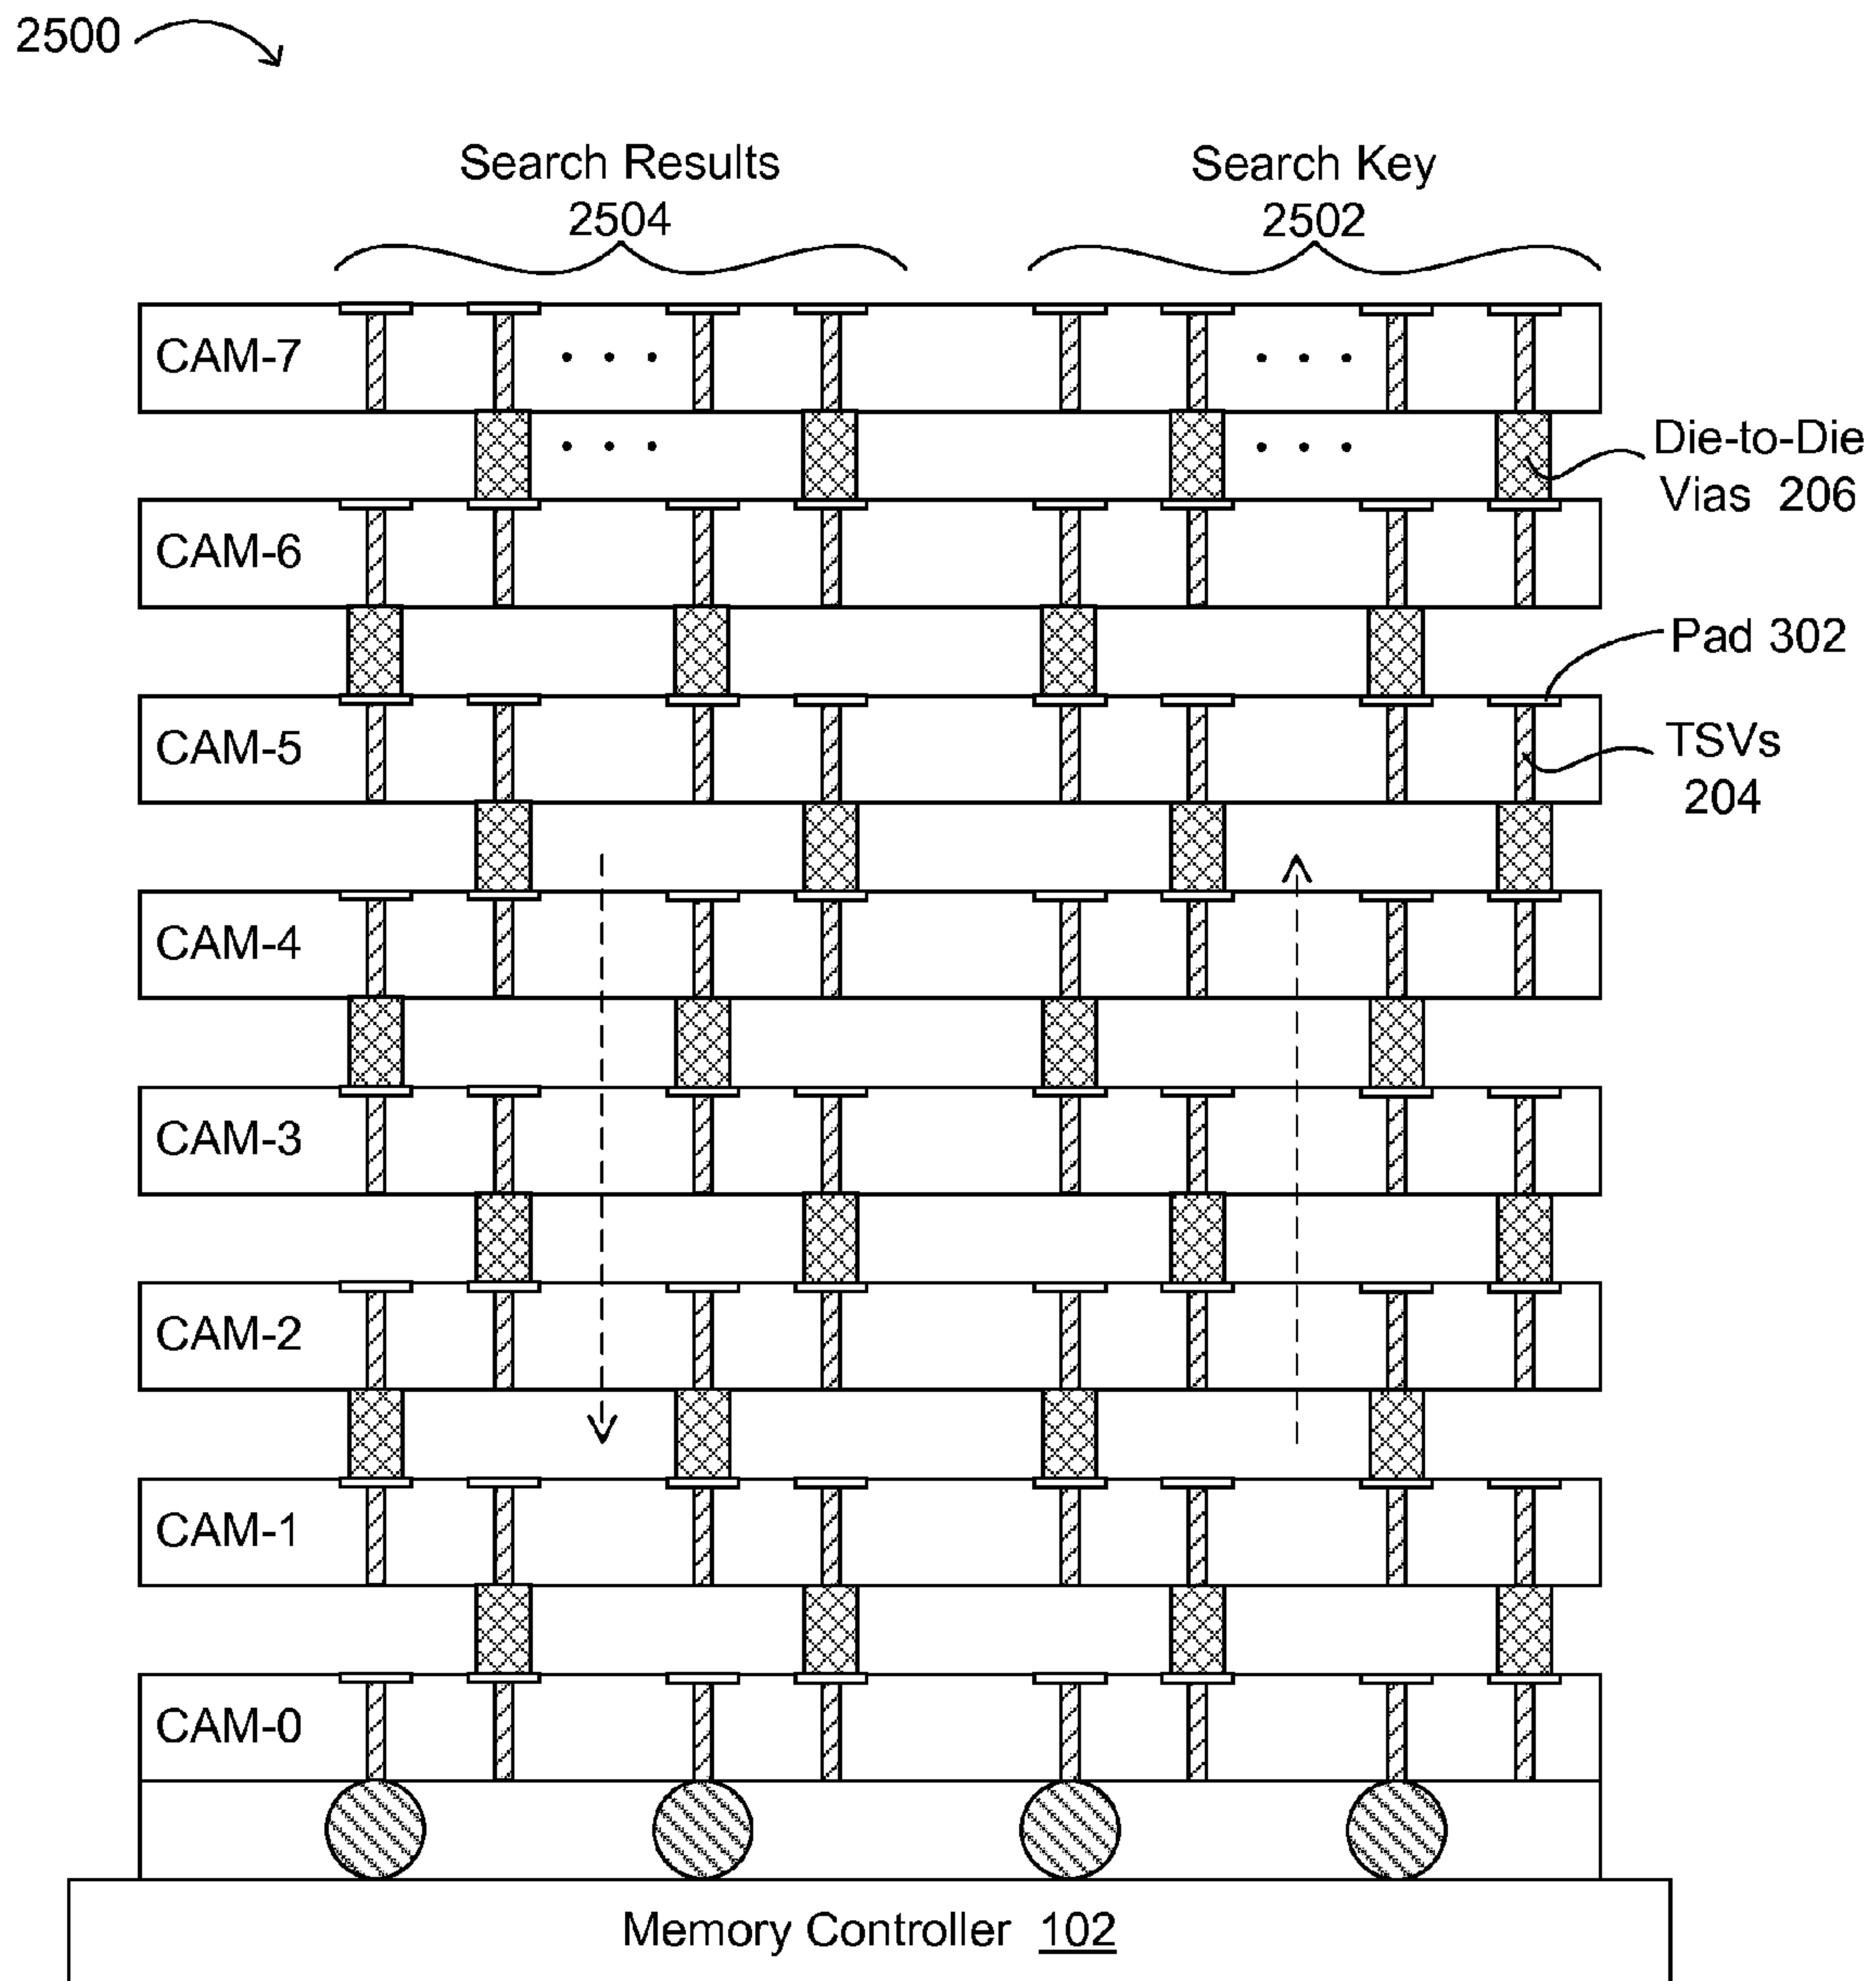 2500
Search Results
2504
Search Key
2502
CAM-7
Die-to-Die
Vias 206
CAM-6
Pad 302
CAM-5
TSVs
204
CAM-4
CAM-3
CAM-2
CAM-1
CAM-0
Memory Controller 102